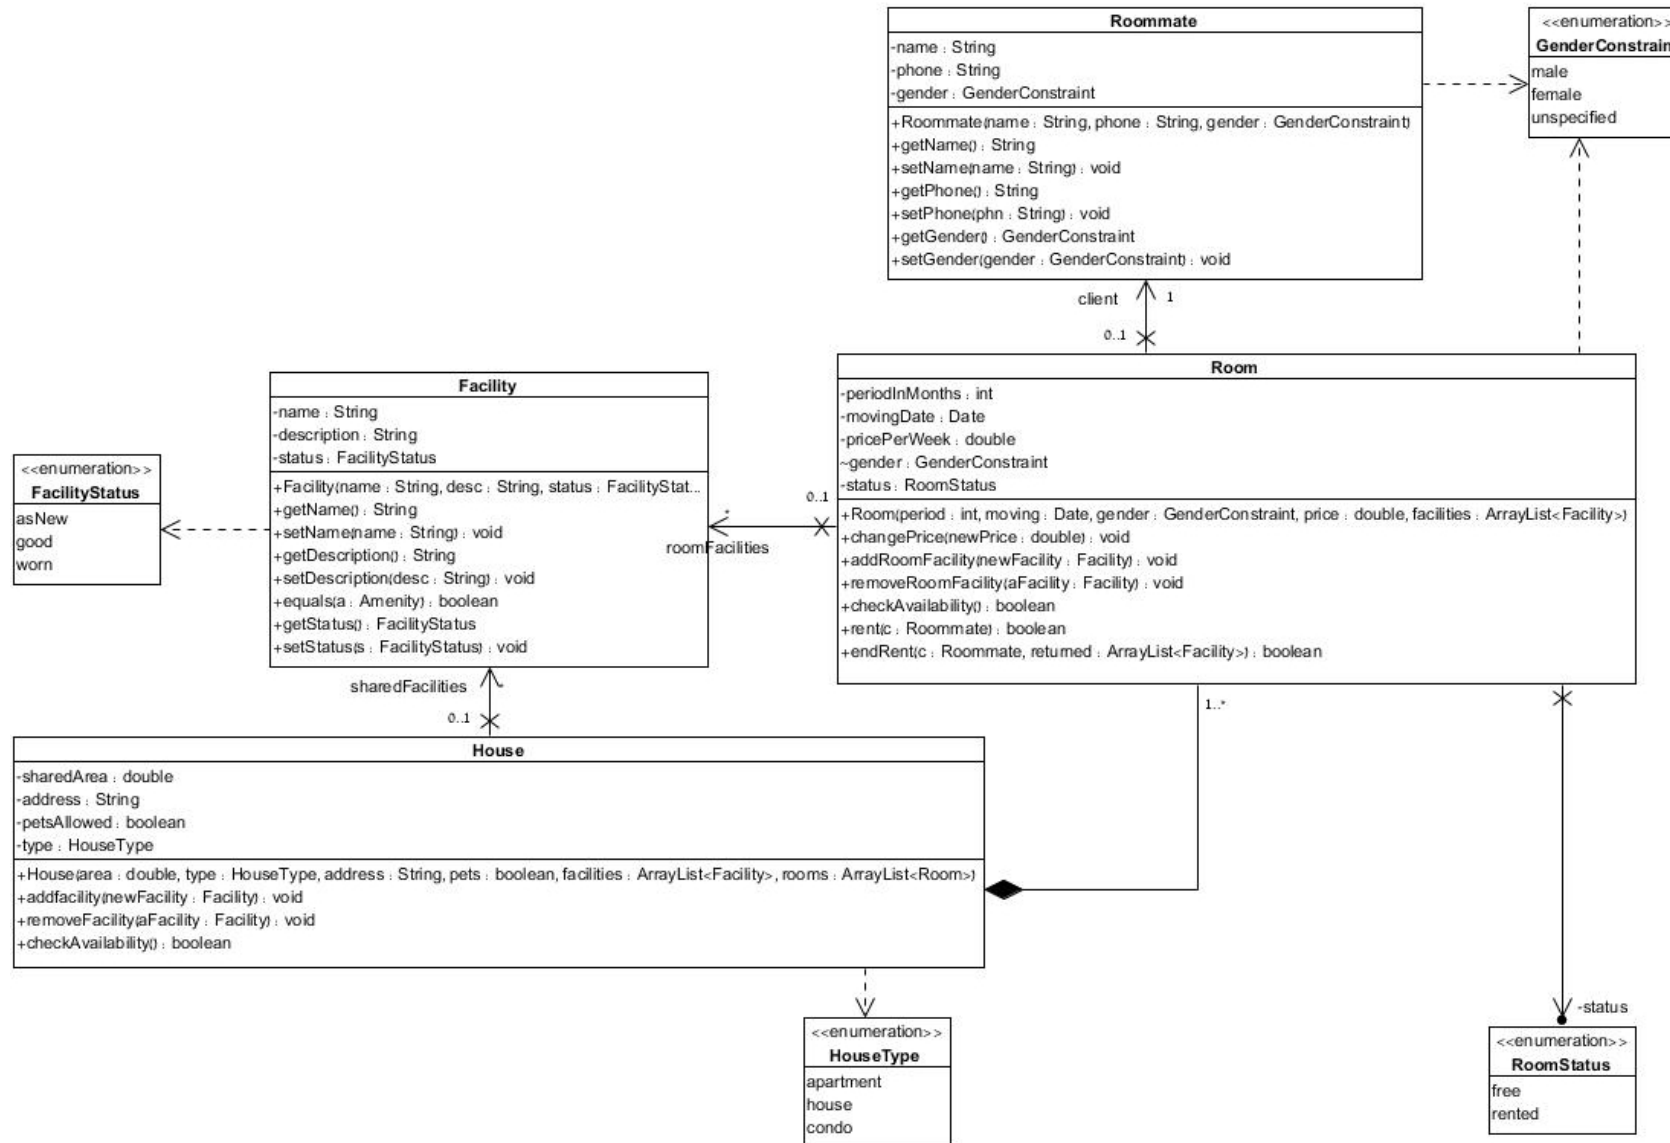 Roommate
-name : String
-phone : String
-gender : GenderConstraint
+Roommate(name : String, phone : String, gender : GenderConstraint)
+getName() : String
+setName(name : String) : void
+getPhone() : String
+setPhone(phn : String) : void
+getGender() : GenderConstraint
+setGender(gender : GenderConstraint) : void
<<enumeration>>
GenderConstrain
male
female
unspecified
client
1
0..1
Room
-periodInMonths : int
-movingDate : Date
-pricePerWeek : double
~gender : GenderConstraint
-status : RoomStatus
+Room(period : int, moving : Date, gender : GenderConstraint, price : double, facilities : ArrayList<Facility>)
+changePrice(newPrice : double) : void
+addRoomFacility(newFacility : Facility) : void
+removeRoomFacility(aFacility : Facility) : void
+checkAvailability() : boolean
+rent(c : Roommate) : boolean
+endRent(c : Roommate, returned : ArrayList<Facility>) : boolean
Facility
-name : String
-description : String
-status : FacilityStatus
+Facility(name : String, desc : String, status : FacilityStat...
+getName() : String
+setName(name : String) : void
+getDescription() : String
+setDescription(desc : String) : void
+equals(a : Amenity) : boolean
+getStatus() : FacilityStatus
+setStatus(s : FacilityStatus) : void
<<enumeration>>
FacilityStatus
asNew
good
worn
0..1
*
roomFacilities
sharedFacilities
0..1
1..*
House
-sharedArea : double
-address : String
-petsAllowed : boolean
-type : HouseType
+House(area : double, type : HouseType, address : String, pets : boolean, facilities : ArrayList<Facility>, rooms : ArrayList<Room>)
+addfacility(newFacility : Facility) : void
+removeFacility(aFacility : Facility) : void
+checkAvailability() : boolean
<<enumeration>>
HouseType
apartment
house
condo
-status
<<enumeration>>
RoomStatus
free
rented